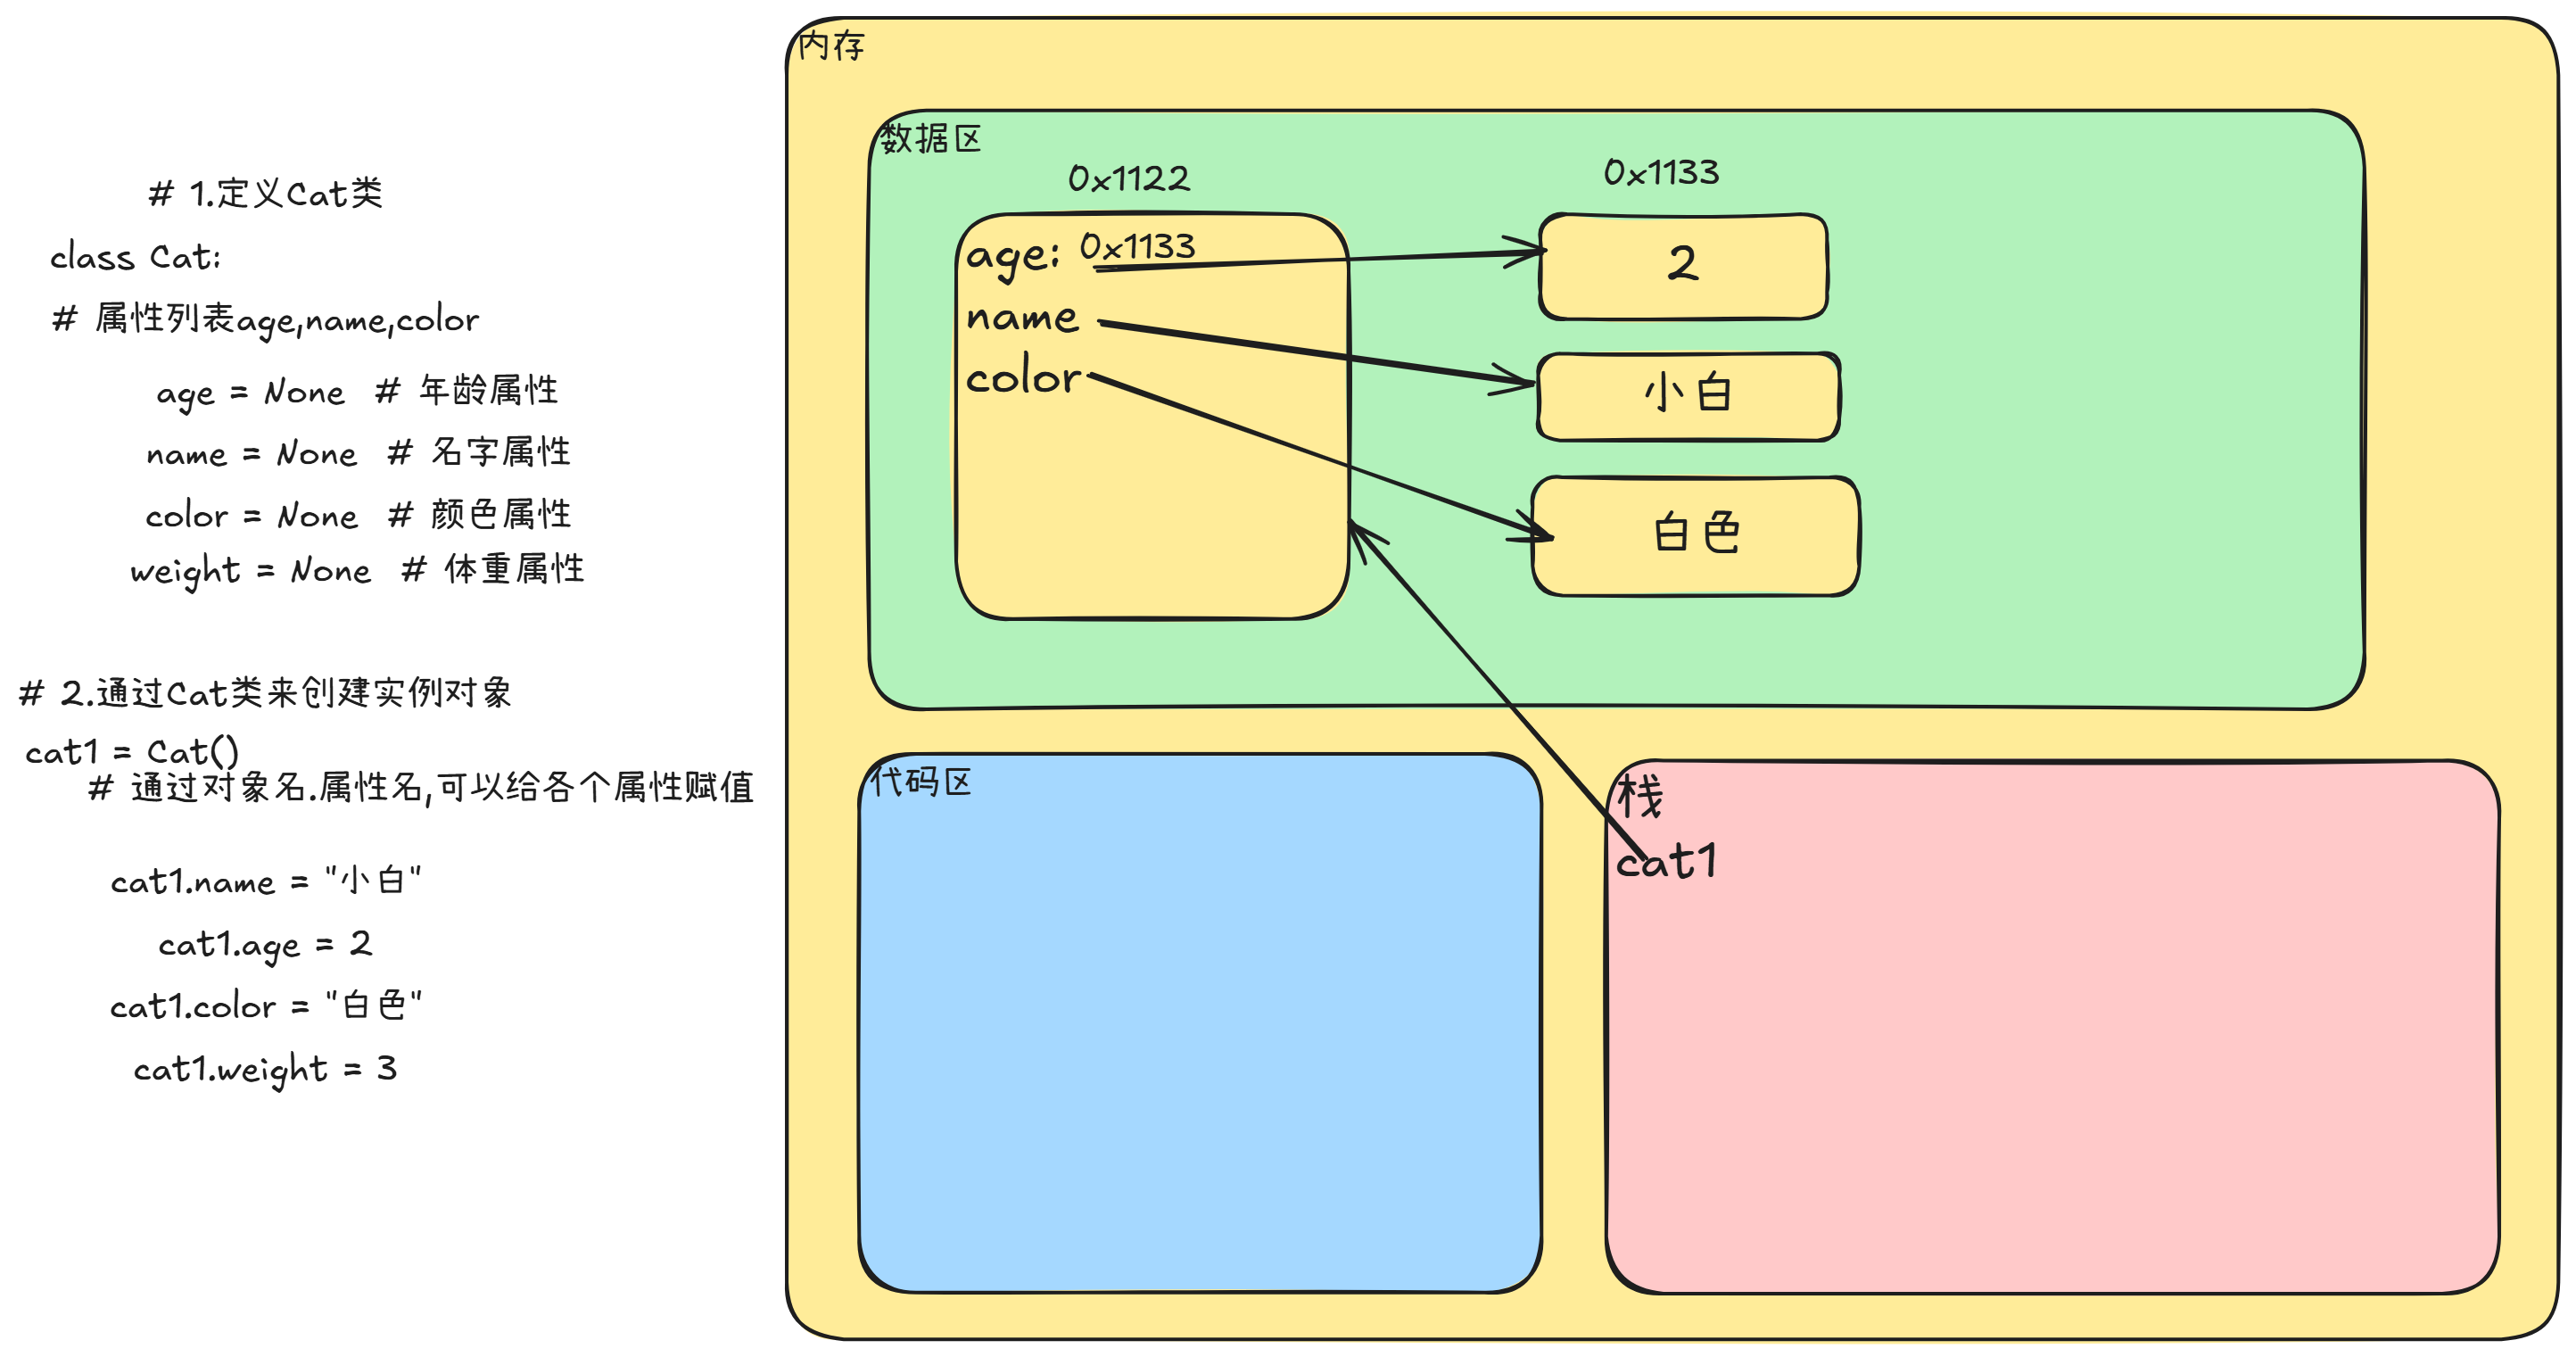 # 1.定义Cat类
class Cat:
# 属性列表age,name,color
age = None # 年龄属性
name = None # 名字属性
color = None # 颜色属性
weight = None # 体重属性
# 2.通过Cat类来创建实例对象
cat1 = Cat()
# 通过对象名.属性名,可以给各个属性赋值
cat1.name = "小白"
cat1.age = 2
cat1.color = "白色"
cat1.weight = 3
内存
数据区
0x1122
0x1133
age: 0x1133
name
color
2
小白
白色
代码区
栈
cat1